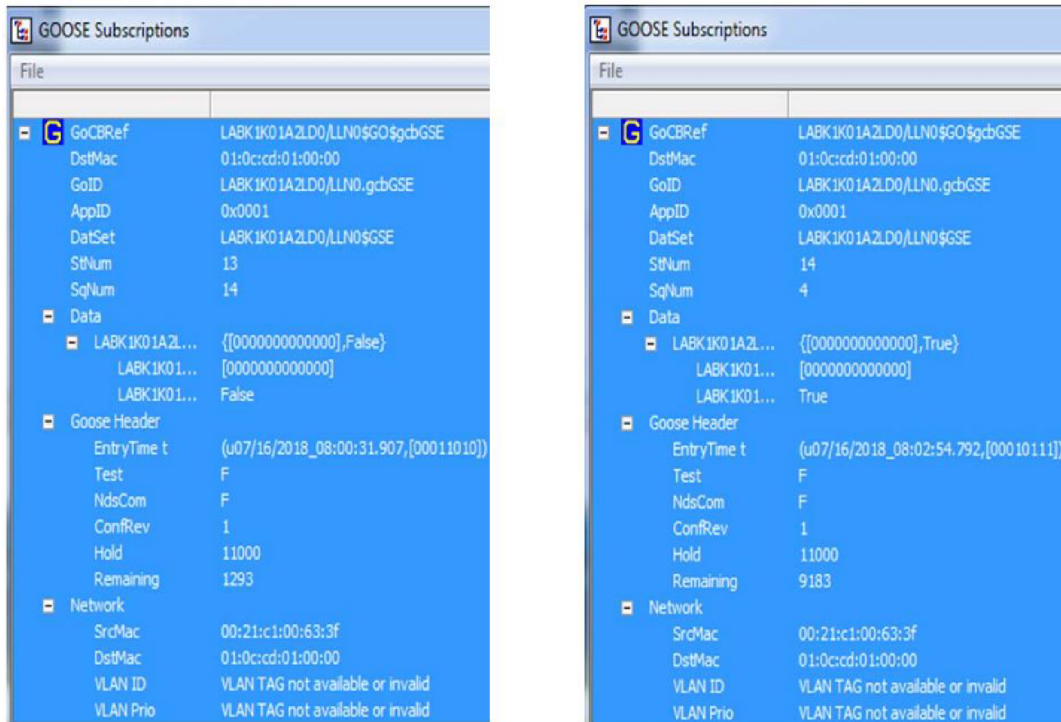 GOOSE Subscriptions
File
GoCBRef LABK1K01A2LD0/LLN0$GO$gcbGSE
DstMac 01:0c:cd:01:00:00
GoID LABK1K01A2LD0/LLN0.gcbGSE
AppID 0x0001
DatSet LABK1K01A2LD0/LLN0$GSE
StNum 13
SqNum 14
Data
LABK1K01A2L... {[0000000000000],False}
LABK1K01... [0000000000000]
LABK1K01... False
Goose Header
EntryTime t (u07/16/2018_08:00:31.907,[00011010])
Test F
NdsCom F
ConfRev 1
Hold 11000
Remaining 1293
Network
SrcMac 00:21:c1:00:63:3f
DstMac 01:0c:cd:01:00:00
VLAN ID VLAN TAG not available or invalid
VLAN Prio VLAN TAG not available or invalid
GOOSE Subscriptions
File
GoCBRef LABK1K01A2LD0/LLN0$GO$gcbGSE
DstMac 01:0c:cd:01:00:00
GoID LABK1K01A2LD0/LLN0.gcbGSE
AppID 0x0001
DatSet LABK1K01A2LD0/LLN0$GSE
StNum 14
SqNum 4
Data
LABK1K01A2L... {[0000000000000],True}
LABK1K01... [0000000000000]
LABK1K01... True
Goose Header
EntryTime t (u07/16/2018_08:02:54.792,[00010111])
Test F
NdsCom F
ConfRev 1
Hold 11000
Remaining 9183
Network
SrcMac 00:21:c1:00:63:3f
DstMac 01:0c:cd:01:00:00
VLAN ID VLAN TAG not available or invalid
VLAN Prio VLAN TAG not available or invalid